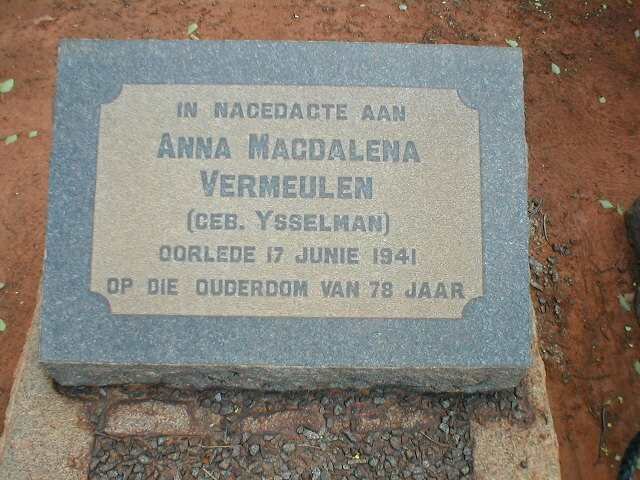 IN NAGEDAGTE AAN
ANNA MAGDALENA
VERMEULEN
(GEB. YSSELMAN)
OORLEDE 17 JUNIE 1941
OP DIE OUDERDOM VAN 78 JAAR